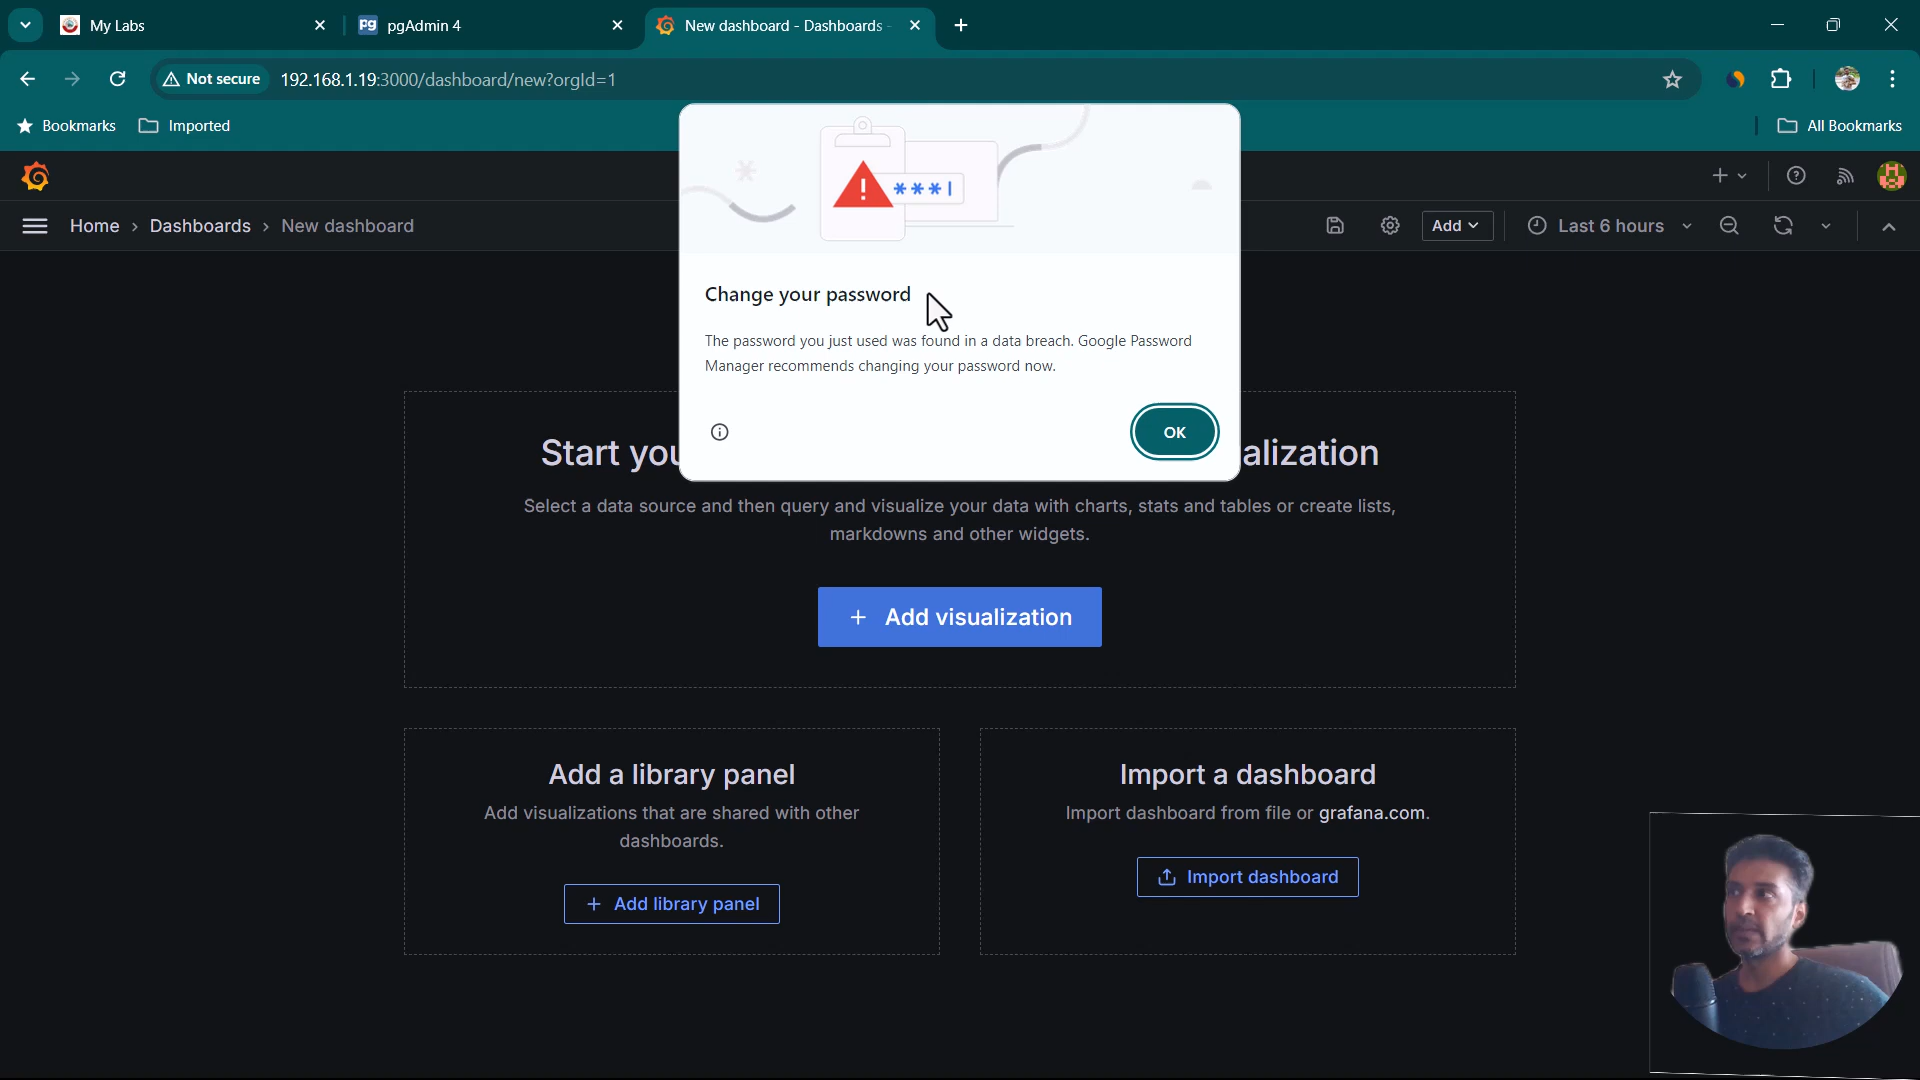 My Labs
pgAdmin 4
New dashboard - Dashboards -
Not secure
192.168.1.19:3000/dashboard/new?orgId=1
Bookmarks
Imported
All Bookmarks
Home › Dashboards › New dashboard
Add
Last 6 hours
***|
Change your password
The password you just used was found in a data breach. Google Password
Manager recommends changing your password now.
OK
Start you
alization
Select a data source and then query and visualize your data with charts, stats and tables or create lists,
markdowns and other widgets.
+ Add visualization
Add a library panel
Add visualizations that are shared with other
dashboards.
+ Add library panel
Import a dashboard
Import dashboard from file or grafana.com.
Import dashboard